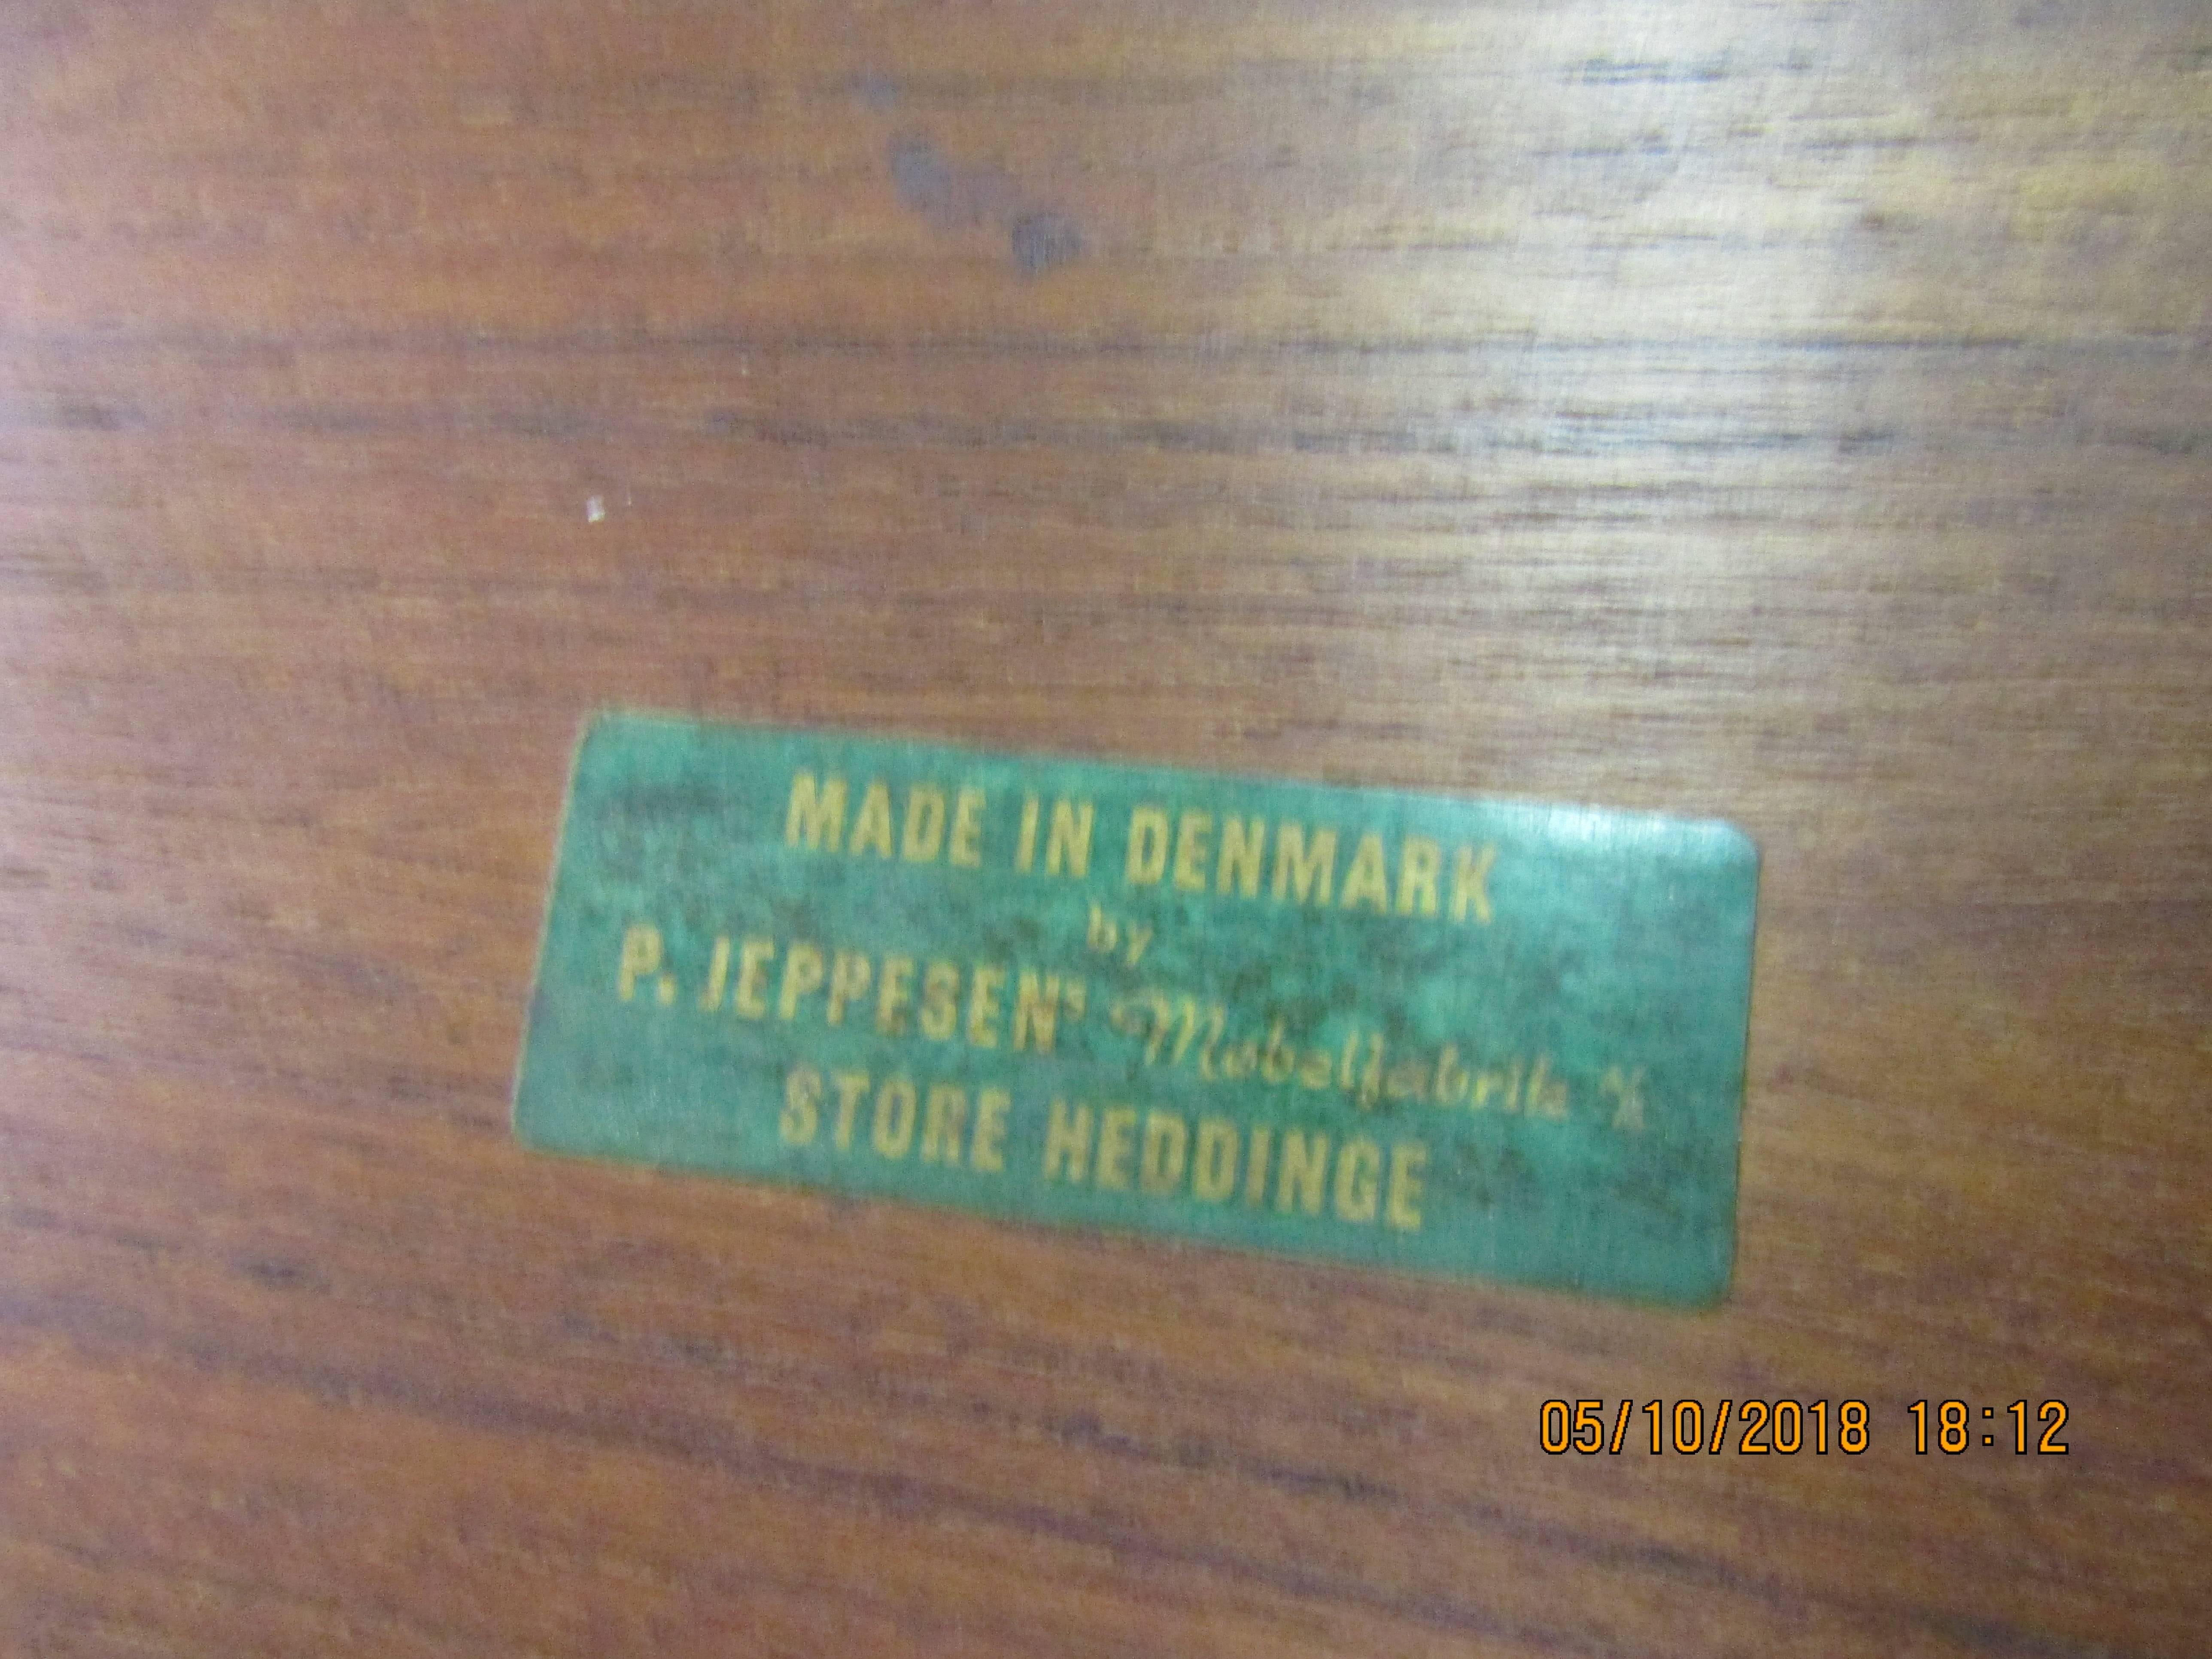 MADE IN DENMARK
by
P. JEPPESENS Møbelfabrik A/S
STORE HEDDINGE
05/10/2018 18:12